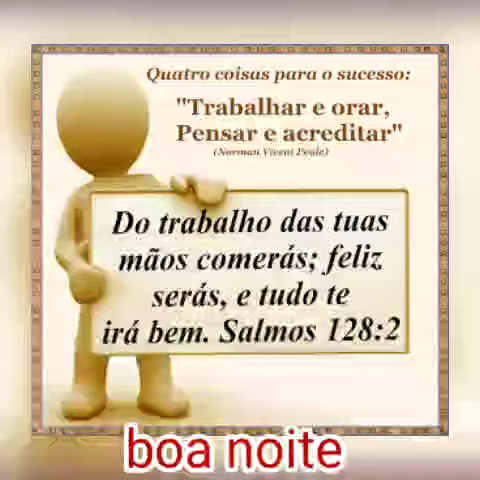 Quatro coisas para o sucesso:
"Trabalhar e orar,
Pensar e acreditar"
(Norman Vicent Peale)
Do trabalho das tuas
mãos comerás; feliz
serás, e tudo te
irá bem. Salmos 128:2
boa noite